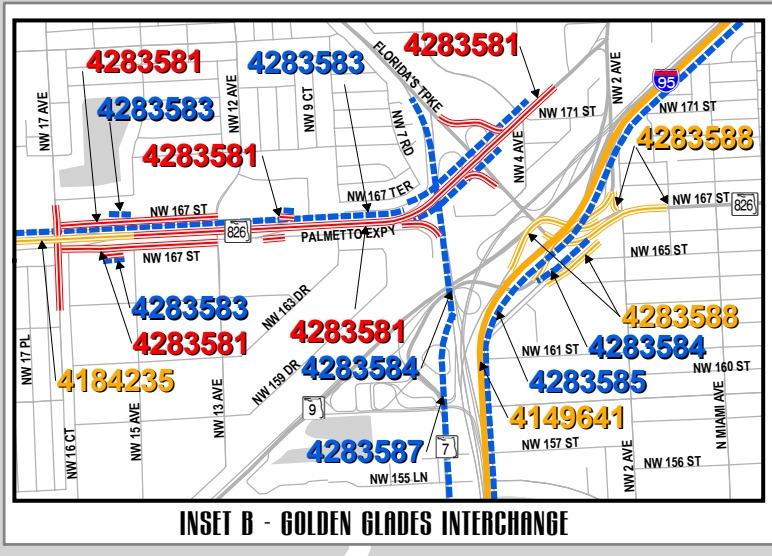 4283581
4283583
4283581
FLORIDA'S TPKE
95
NW 2 AVE
NW 17 AVE
NW 12 AVE
NW 9 CT
NW 7 RD
4283583
NW 171 ST
NW 171 ST
4283588
4283581
NW 4 AVE
NW 167 TER
NW 167 ST
NW 167 ST
826
826
PALMETTO EXPY
NW 167 ST
NW 165 ST
4283583
NW 163 DR
4283581
4283581
4283588
4283584
NW 17 PL
4184235
NW 159 DR
4283584
NW 161 ST
NW 160 ST
4283585
9
4149641
NW 16 CT
NW 15 AVE
NW 13 AVE
4283587
7
NW 157 ST
NW 2 AVE
N MIAMI AVE
NW 156 ST
NW 155 LN
INSET B - GOLDEN GLADES INTERCHANGE